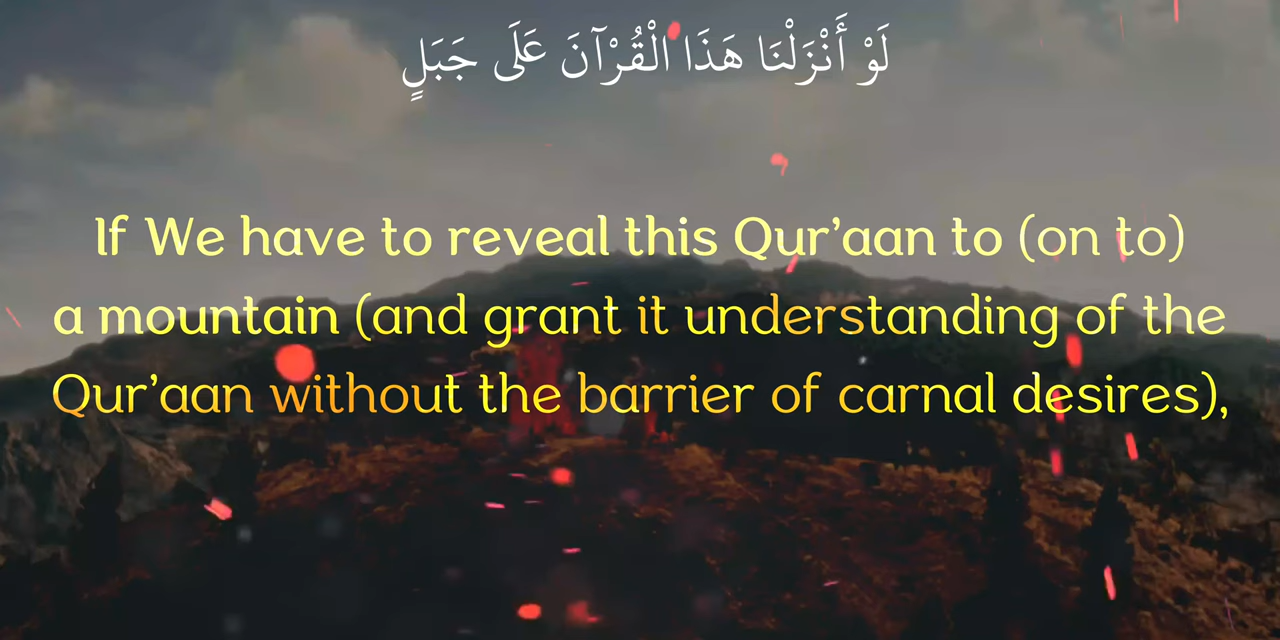 لَوْ أَنْزَلْنَا هَذَا الْقُرْآنَ عَلَى جَبَلٍ
If We have to reveal this Qur’aan to (on to)
a mountain (and grant it understanding of the
Qur’aan without the barrier of carnal desires),